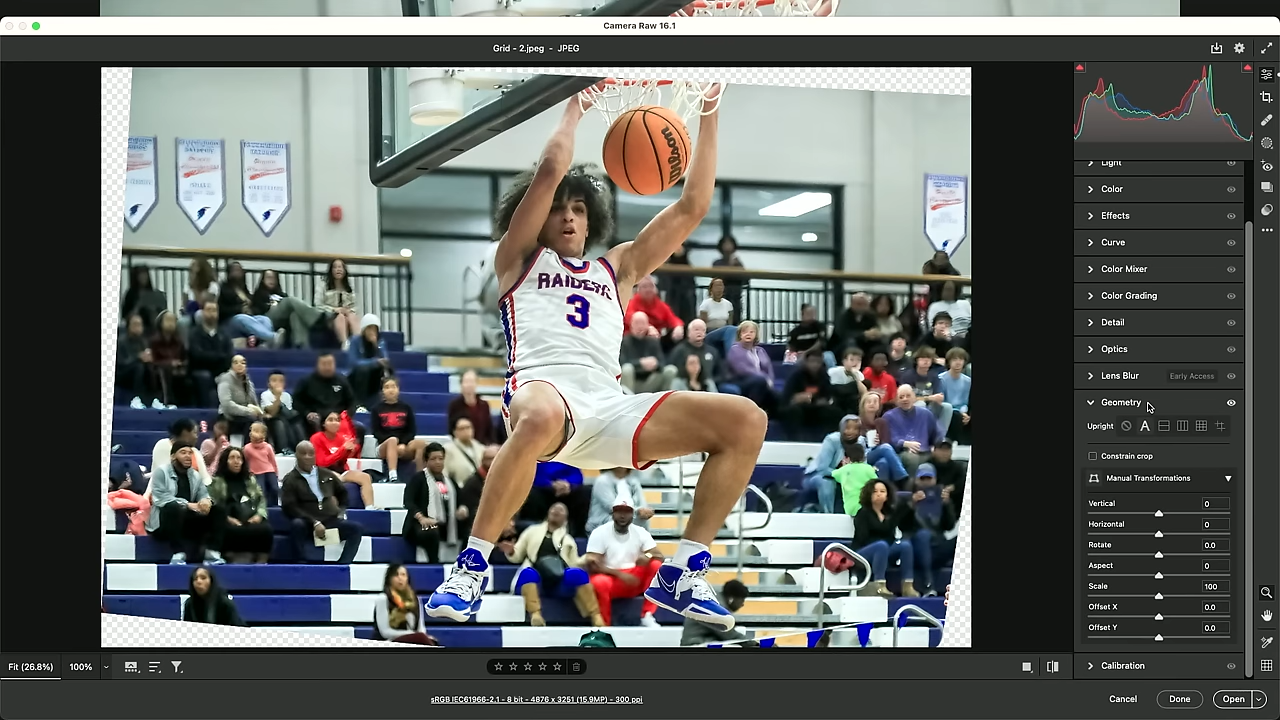 Camera Raw 16.1
Grid - 2.jpeg - JPEG
Light
Color
Effects
Curve
Color Mixer
Color Grading
Detail
Optics
Lens Blur Early Access
Geometry
Upright A
Constrain crop
Manual Transformations
Vertical 0
Horizontal 0
Rotate 0.0
Aspect 0
Scale 100
Offset X 0.0
Offset Y 0.0
Calibration
Wilson
RAIDERS
3
Fit (26.8%) 100%
sRGB IEC61966-2.1 - 8 bit - 4876 x 3251 (15.9MP) - 300 ppi
Cancel Done Open